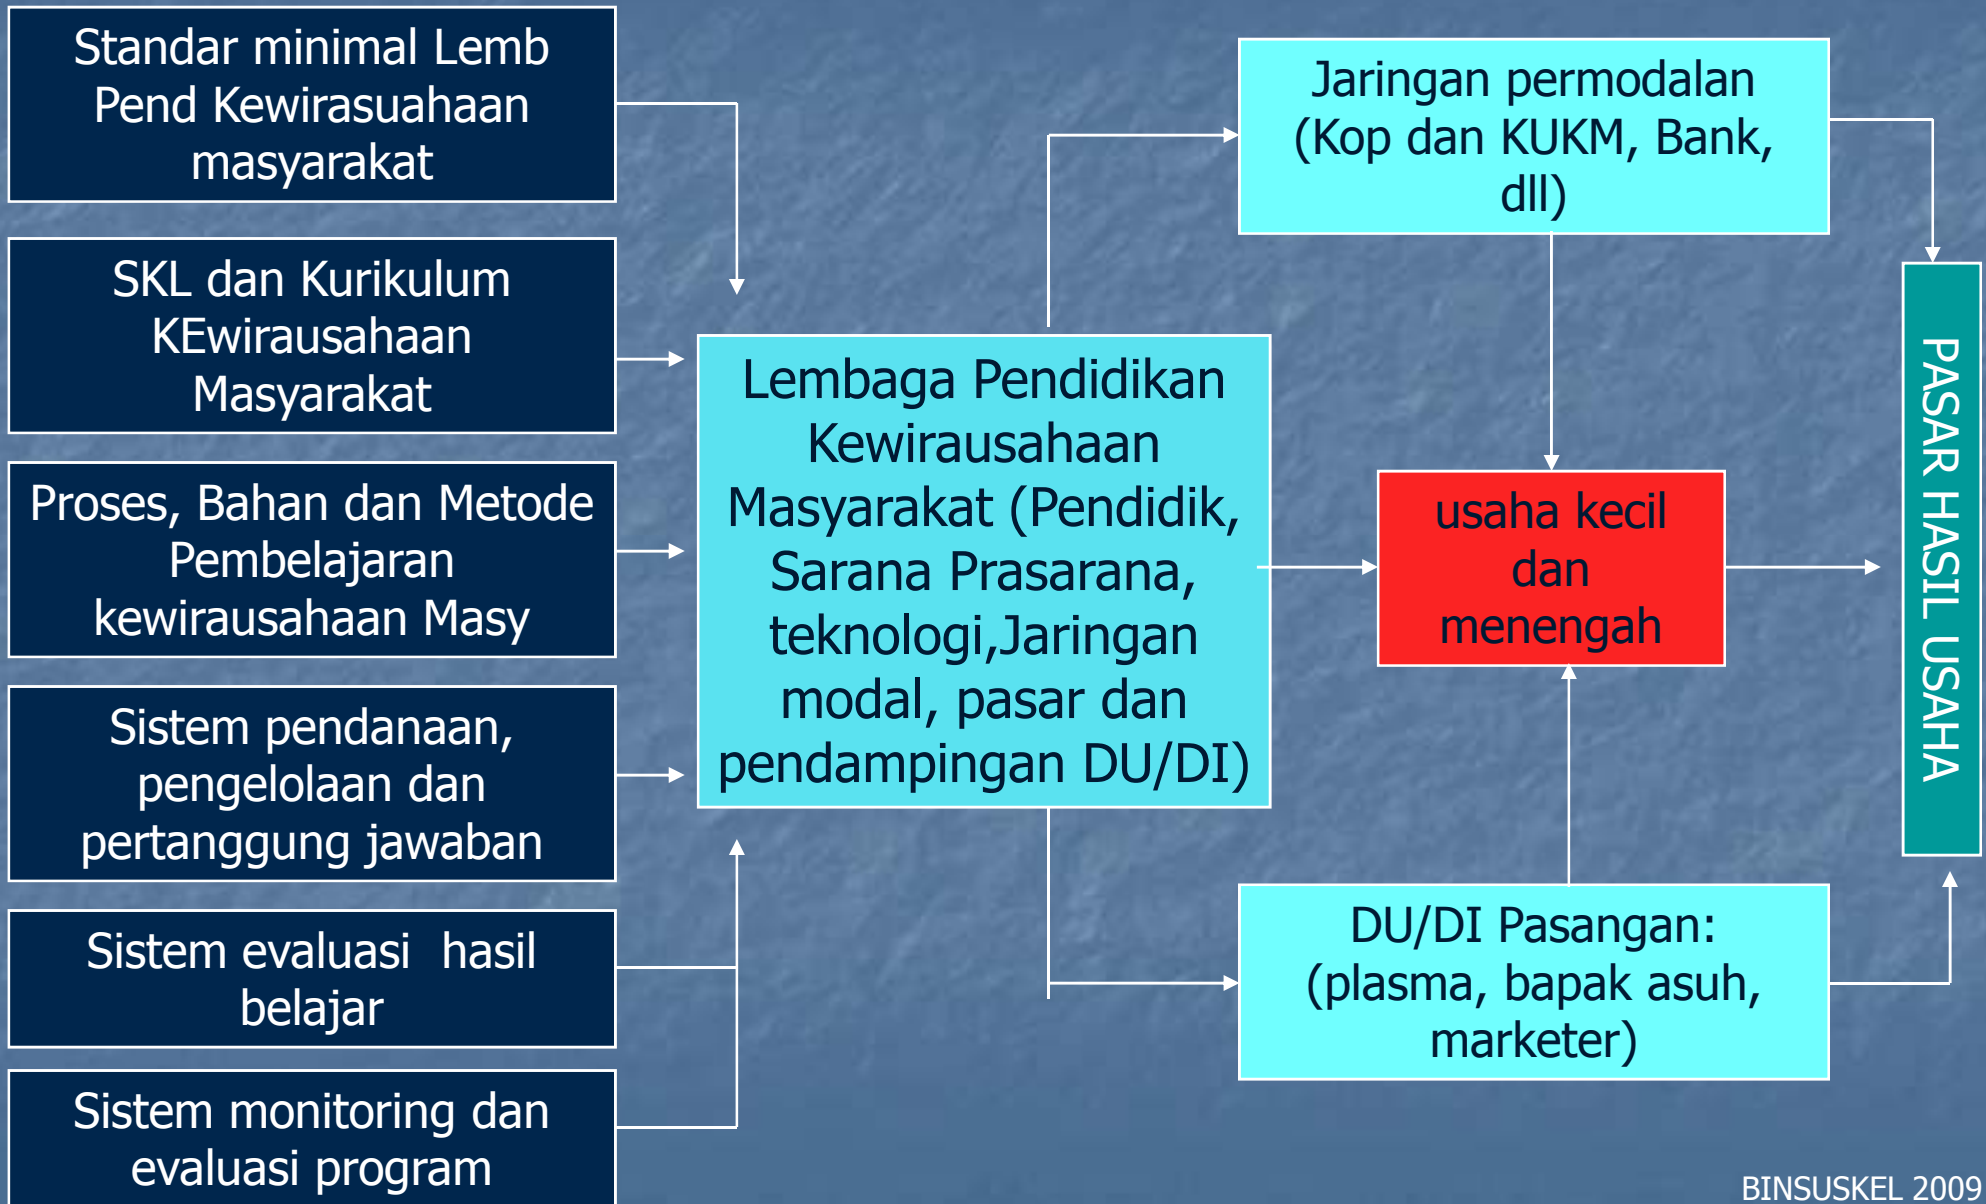 Standar minimal Lemb
Pend Kewirasuahaan
masyarakat
SKL dan Kurikulum
KEwirausahaan
Masyarakat
Proses, Bahan dan Metode
Pembelajaran
kewirausahaan Masy
Sistem pendanaan,
pengelolaan dan
pertanggung jawaban
Sistem evaluasi  hasil
belajar
Sistem monitoring dan
evaluasi program
Lembaga Pendidikan
Kewirausahaan
Masyarakat (Pendidik,
Sarana Prasarana,
teknologi,Jaringan
modal, pasar dan
pendampingan DU/DI)
Jaringan permodalan
(Kop dan KUKM, Bank,
dll)
usaha kecil
dan
menengah
DU/DI Pasangan:
(plasma, bapak asuh,
marketer)
PASAR HASIL USAHA
BINSUSKEL 2009